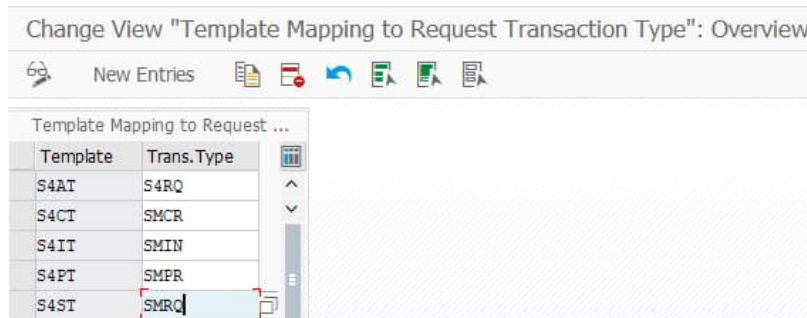 Change View "Template Mapping to Request Transaction Type": Overview
New Entries
Template Mapping to Request ...
Template Trans.Type
S4AT S4RQ
S4CT SMCR
S4IT SMIN
S4PT SMPR
S4ST SMRQ